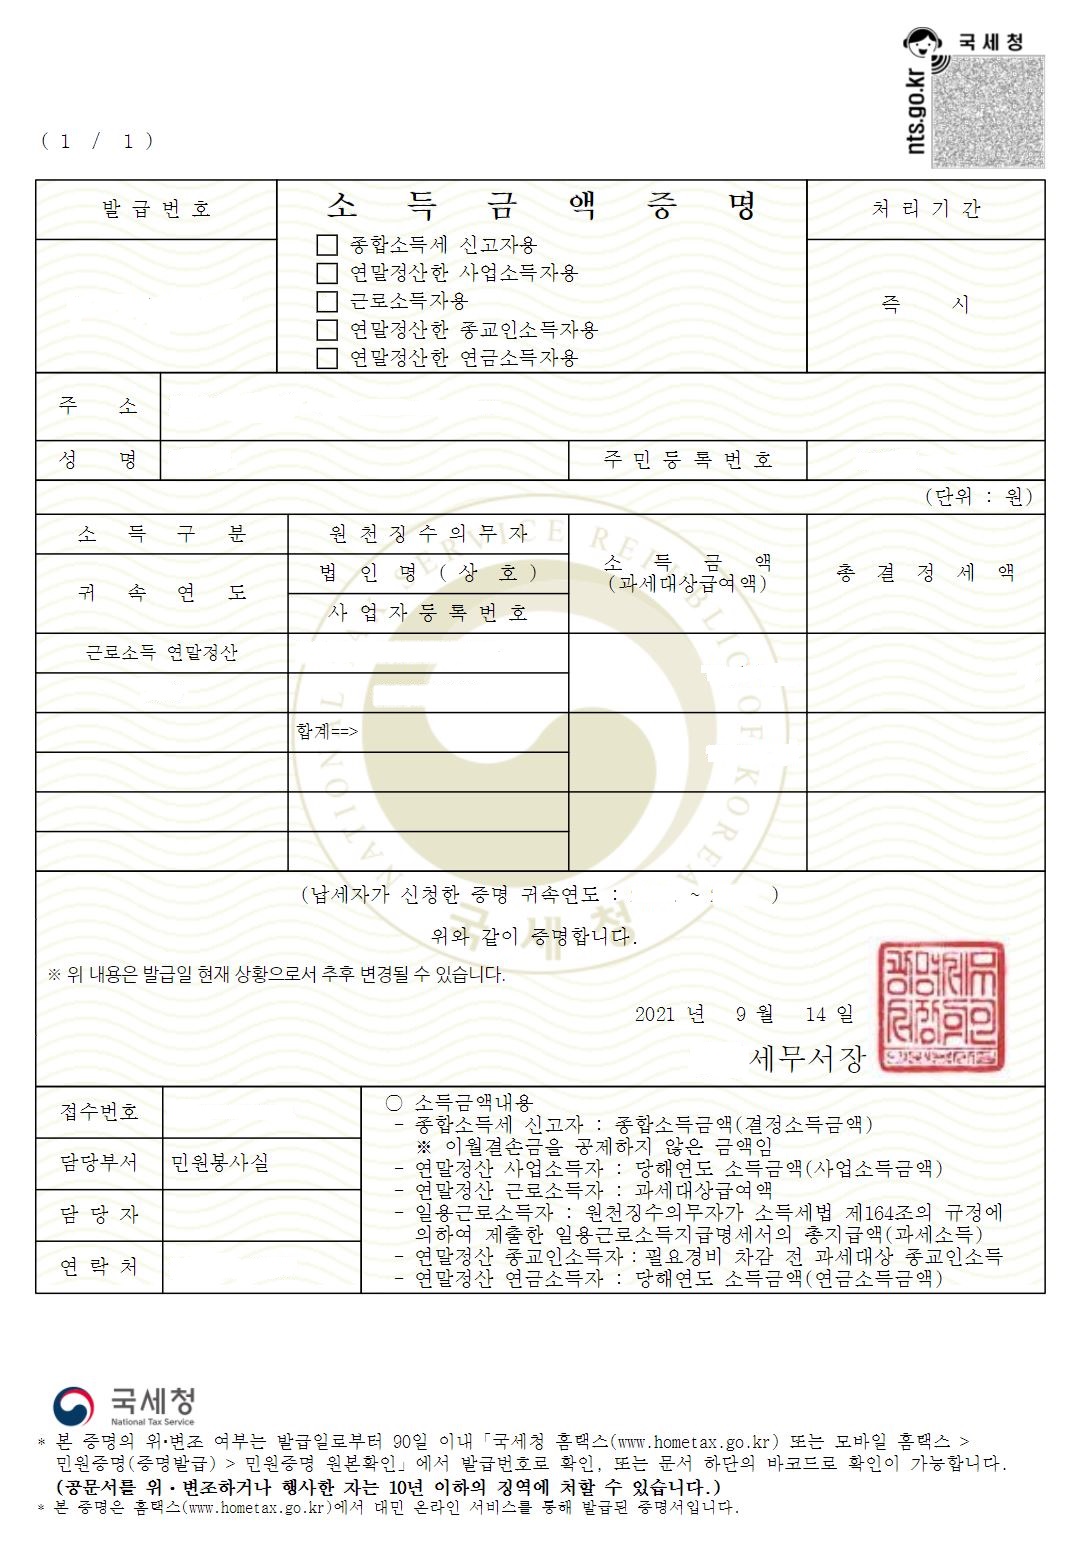 국세청
nts.go.kr
( 1 / 1 )
발 급 번 호
소 득 금 액 증 명
처 리 기 간
종합소득세 신고자용
연말정산한 사업소득자용
근로소득자용
즉 시
연말정산한 종교인소득자용
연말정산한 연금소득자용
주 소
성 명
주 민 등 록 번 호
(단위 : 원)
소 득 구 분
원 천 징 수 의 무 자
소 득 금 액
(과세대상급여액)
총 결 정 세 액
귀 속 연 도
법 인 명 ( 상 호 )
사 업 자 등 록 번 호
근로소득 연말정산
합계==>
NATIONAL TAX SERVICE REPUBLIC OF KOREA
국세청
(납세자가 신청한 증명 귀속연도 : ~ )
위와 같이 증명합니다.
※ 위 내용은 발급일 현재 상황으로서 추후 변경될 수 있습니다.
2021 년 9 월 14 일
세무서장
접수번호
담당부서 민원봉사실
담 당 자
연 락 처
○ 소득금액내용
- 종합소득세 신고자 : 종합소득금액(결정소득금액)
※ 이월결손금을 공제하지 않은 금액임
- 연말정산 사업소득자 : 당해연도 소득금액(사업소득금액)
- 연말정산 근로소득자 : 과세대상급여액
- 일용근로소득자 : 원천징수의무자가 소득세법 제164조의 규정에
의하여 제출한 일용근로소득지급명세서의 총지급액(과세소득)
- 연말정산 종교인소득자 : 필요경비 차감 전 과세대상 종교인소득
- 연말정산 연금소득자 : 당해연도 소득금액(연금소득금액)
국세청
National Tax Service
* 본 증명의 위·변조 여부는 발급일로부터 90일 이내「국세청 홈택스(www.hometax.go.kr) 또는 모바일 홈택스 >
민원증명(증명발급) > 민원증명 원본확인」에서 발급번호로 확인, 또는 문서 하단의 바코드로 확인이 가능합니다.
(공문서를 위·변조하거나 행사한 자는 10년 이하의 징역에 처할 수 있습니다.)
* 본 증명은 홈택스(www.hometax.go.kr)에서 대민 온라인 서비스를 통해 발급된 증명서입니다.